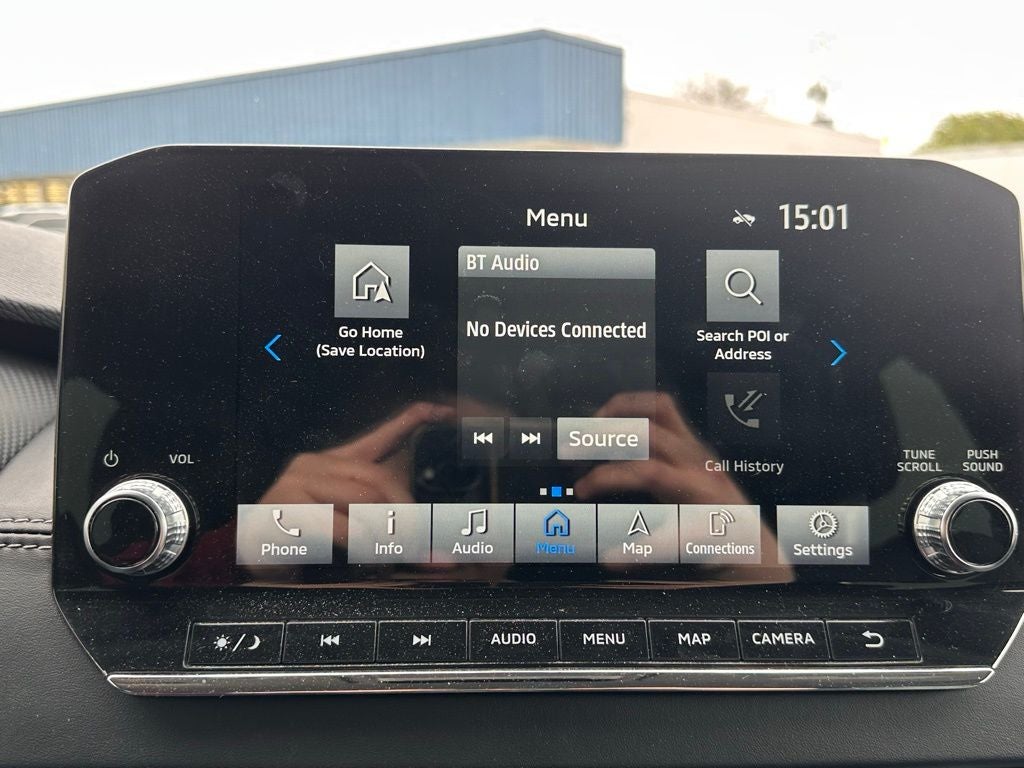 Menu
15:01
Go Home
(Save Location)
BT Audio
No Devices Connected
Source
Search POI or
Address
Call History
VOL
TUNE
SCROLL
PUSH
SOUND
Phone
Info
Audio
Menu
Map
Connections
Settings
AUDIO
MENU
MAP
CAMERA